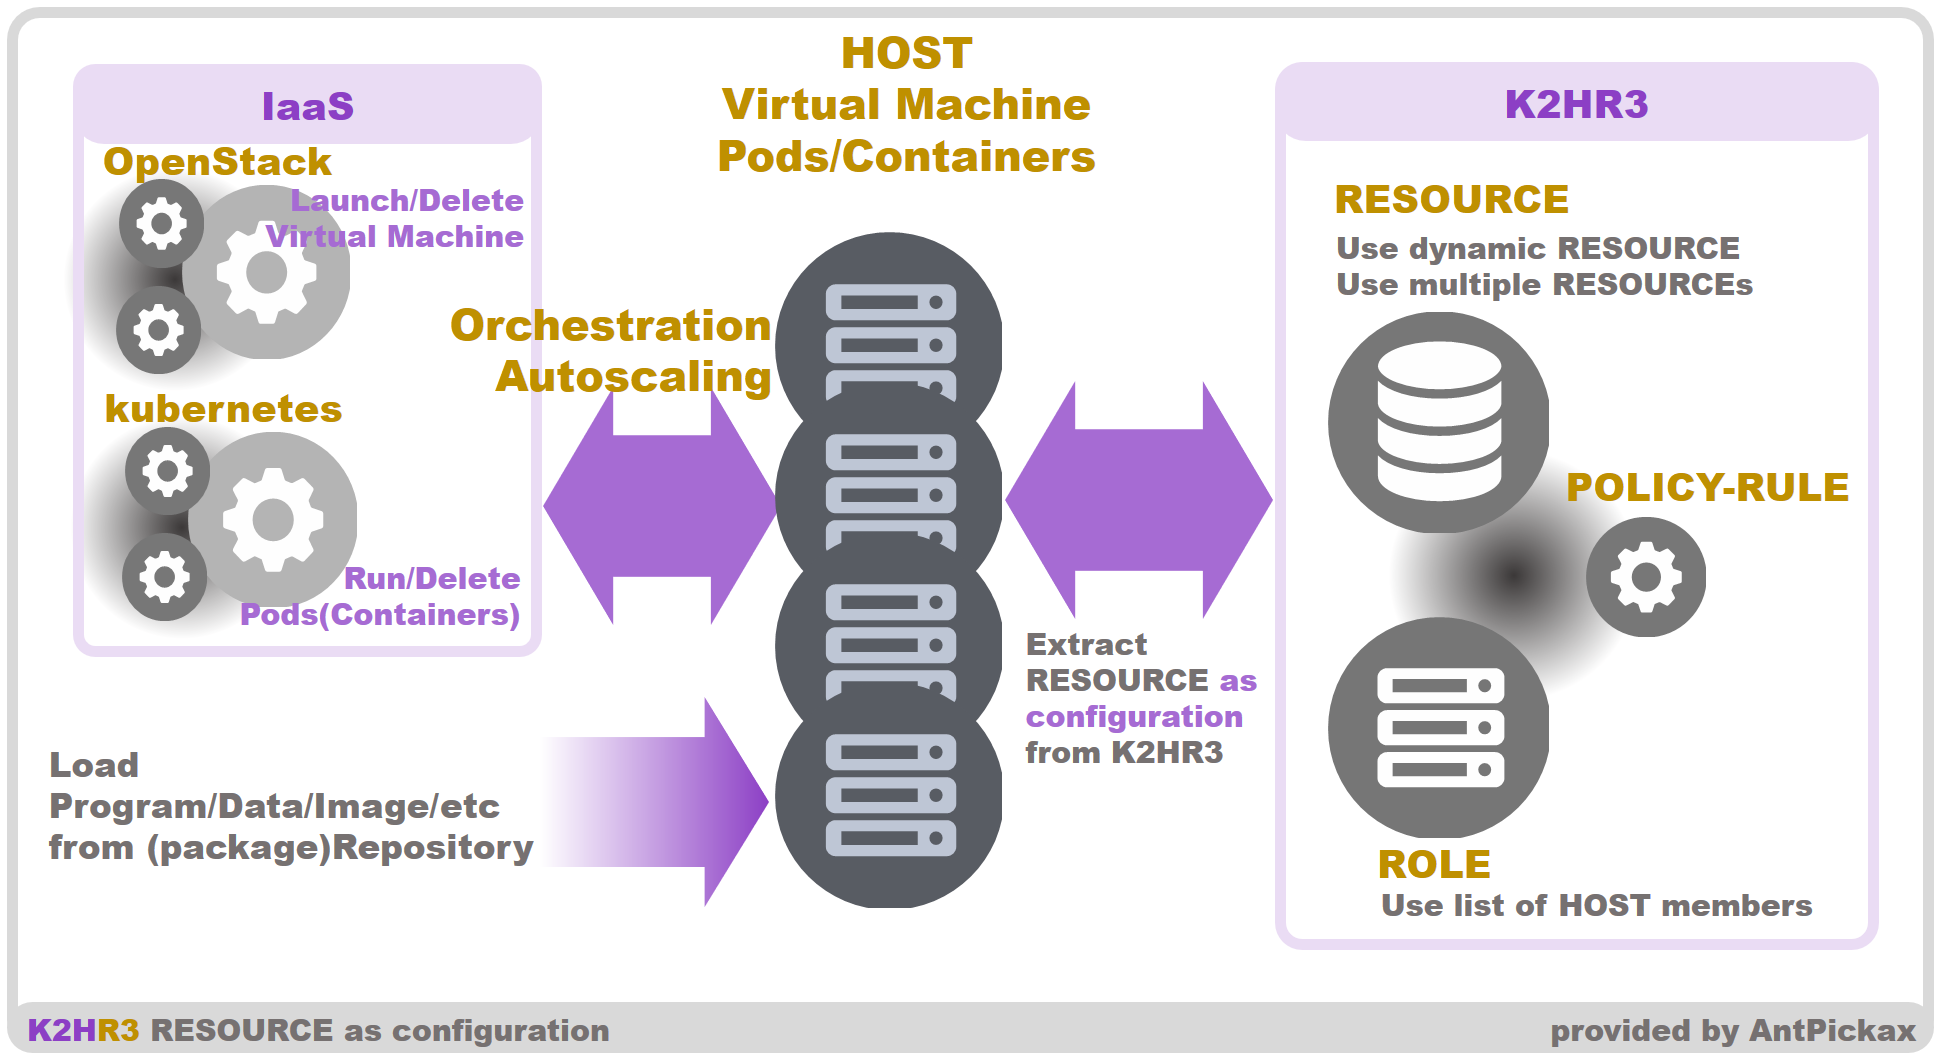 HOST
Virtual Machine
Pods/Containers
IaaS
OpenStack
Launch/Delete
Virtual Machine
Orchestration
Autoscaling
kubernetes
Run/Delete
Pods(Containers)
Load
Program/Data/Image/etc
from (package)Repository
Extract
RESOURCE as
configuration
from K2HR3
K2HR3
RESOURCE
Use dynamic RESOURCE
Use multiple RESOURCEs
POLICY-RULE
ROLE
Use list of HOST members
K2HR3 RESOURCE as configuration
provided by AntPickax